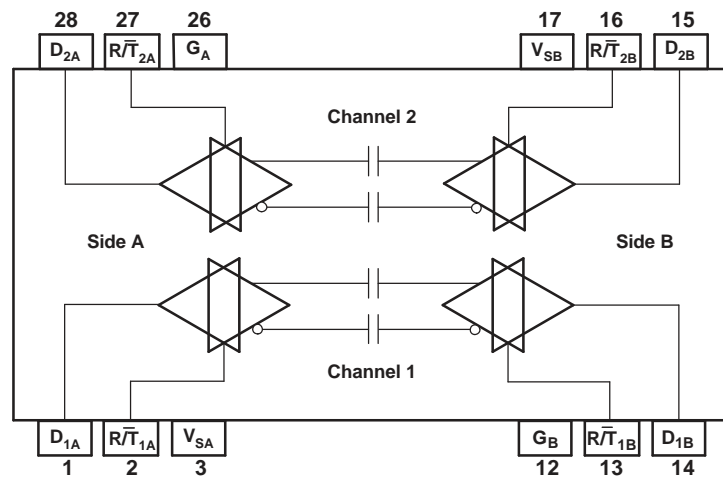 28 27 26 17 16 15
D2A R/T̅2A GA VSB R/T̅2B D2B
Channel 2
Side A Side B
Channel 1
D1A R/T̅1A VSA GB R/T̅1B D1B
1 2 3 12 13 14